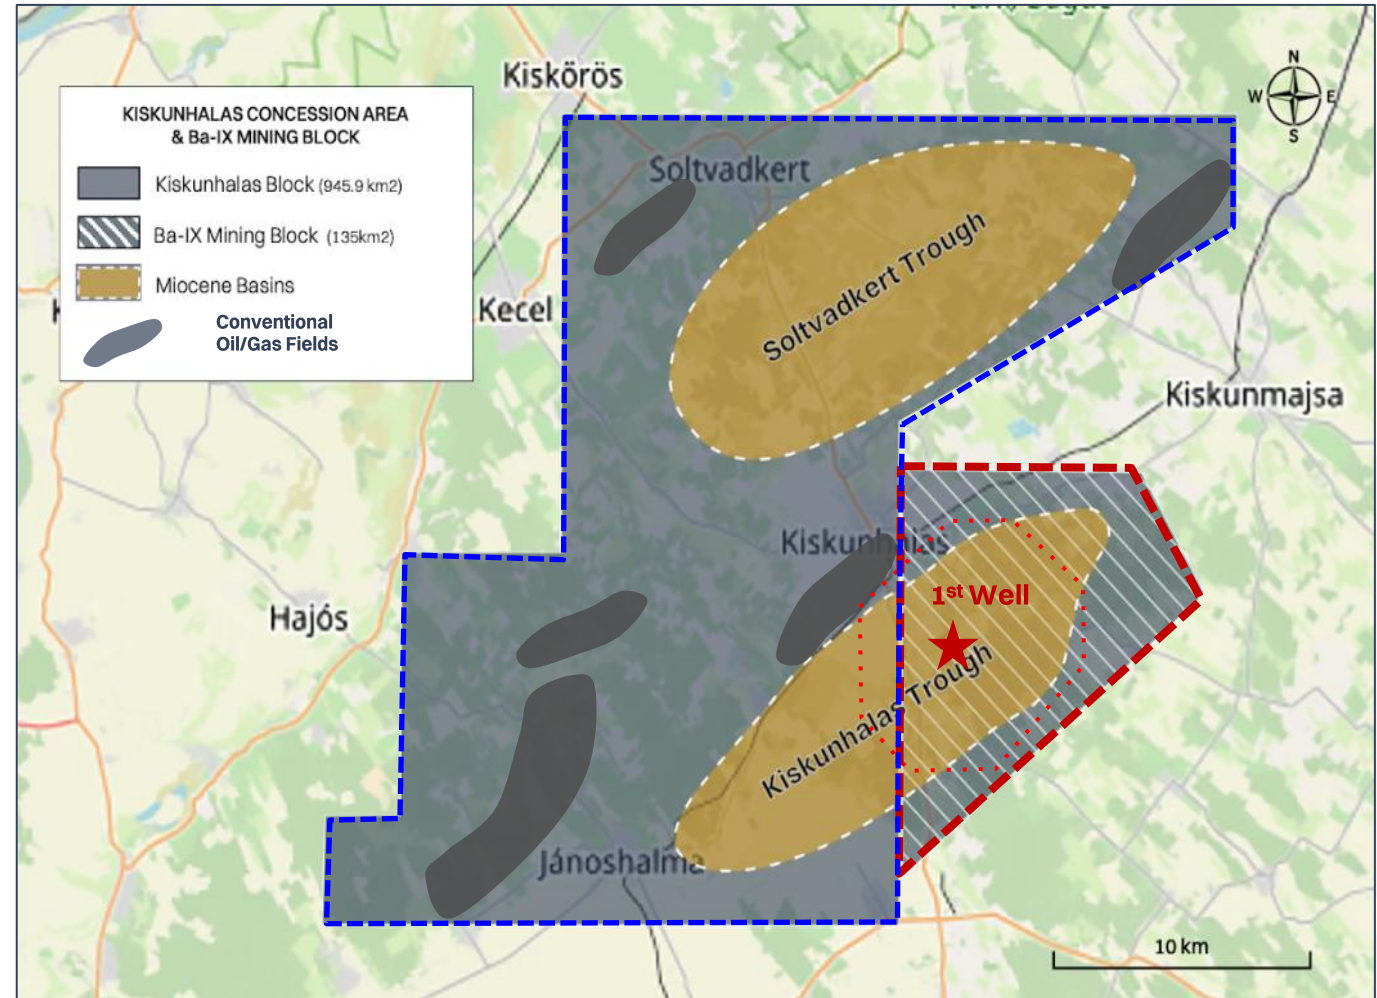 Kiskőrös
N
W
E
S
KISKUNHALAS CONCESSION AREA
& Ba-IX MINING BLOCK
Kiskunhalas Block (945.9 km2)
Ba-IX Mining Block (135km2)
Miocene Basins
Conventional
Oil/Gas Fields
Soltvadkert
Soltvadkert Trough
Kecel
Kiskunmajsa
Kiskunhalas
1st Well
Hajós
Kiskunhalas Trough
Jánoshalma
10 km